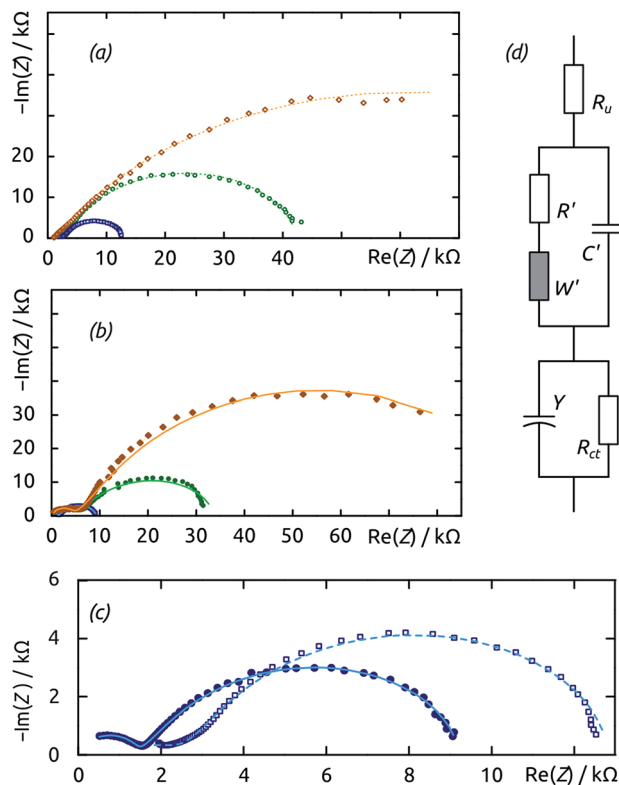 (a)
−Im(Z) / kΩ
20
10
0
0 10 20 30 40
Re(Z) / kΩ
(b)
−Im(Z) / kΩ
30
20
10
0
0 10 20 30 40 50 60
Re(Z) / kΩ
(c)
−Im(Z) / kΩ
6
4
2
0
0 2 4 6 8 10
Re(Z) / kΩ
(d)
Ru
R'
C'
W'
Y
Rct